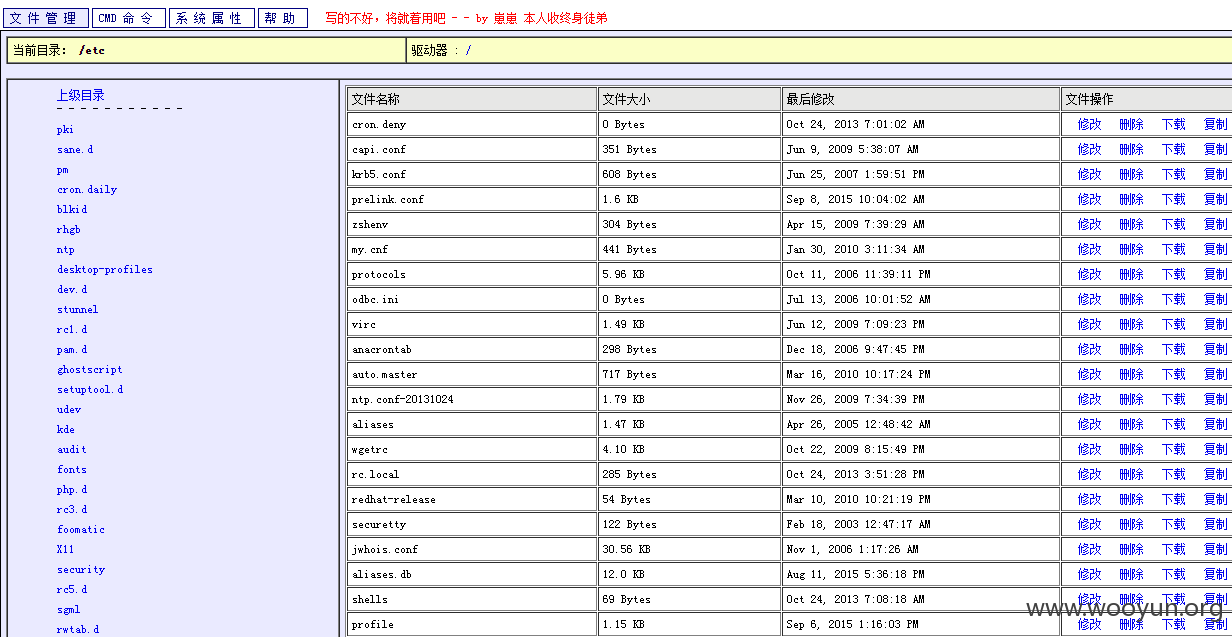 文件管理 CMD 命令 系统属性 帮助 写的不好，将就着用吧 - - by 崽崽 本人收终身徒弟
当前目录： /etc 驱动器 : /
上级目录
- - - - - - - - - - -
pki
sane.d
pm
cron.daily
blkid
rhgb
ntp
desktop-profiles
dev.d
stunnel
rc1.d
pam.d
ghostscript
setuptool.d
udev
kde
audit
fonts
php.d
rc3.d
foomatic
X11
security
rc5.d
sgml
rwtab.d
文件名称 文件大小 最后修改 文件操作
cron.deny 0 Bytes Oct 24, 2013 7:01:02 AM 修改 删除 下载 复制
capi.conf 351 Bytes Jun 9, 2009 5:38:07 AM 修改 删除 下载 复制
krb5.conf 608 Bytes Jun 25, 2007 1:59:51 PM 修改 删除 下载 复制
prelink.conf 1.6 KB Sep 8, 2015 10:04:02 AM 修改 删除 下载 复制
zshenv 304 Bytes Apr 15, 2009 7:39:29 AM 修改 删除 下载 复制
my.cnf 441 Bytes Jan 30, 2010 3:11:34 AM 修改 删除 下载 复制
protocols 5.96 KB Oct 11, 2006 11:39:11 PM 修改 删除 下载 复制
odbc.ini 0 Bytes Jul 13, 2006 10:01:52 AM 修改 删除 下载 复制
virc 1.49 KB Jun 12, 2009 7:09:23 PM 修改 删除 下载 复制
anacrontab 298 Bytes Dec 18, 2006 9:47:45 PM 修改 删除 下载 复制
auto.master 717 Bytes Mar 16, 2010 10:17:24 PM 修改 删除 下载 复制
ntp.conf-20131024 1.79 KB Nov 26, 2009 7:34:39 PM 修改 删除 下载 复制
aliases 1.47 KB Apr 26, 2005 12:48:42 AM 修改 删除 下载 复制
wgetrc 4.10 KB Oct 22, 2009 8:15:49 PM 修改 删除 下载 复制
rc.local 285 Bytes Oct 24, 2013 3:51:28 PM 修改 删除 下载 复制
redhat-release 54 Bytes Mar 10, 2010 10:21:19 PM 修改 删除 下载 复制
securetty 122 Bytes Feb 18, 2003 12:47:17 AM 修改 删除 下载 复制
jwhois.conf 30.56 KB Nov 1, 2006 1:17:26 AM 修改 删除 下载 复制
aliases.db 12.0 KB Aug 11, 2015 5:36:18 PM 修改 删除 下载 复制
shells 69 Bytes Oct 24, 2013 7:08:18 AM 修改 删除 下载 复制
profile 1.15 KB Sep 6, 2015 1:16:03 PM 修改 删除 下载 复制
www.wooyun.org